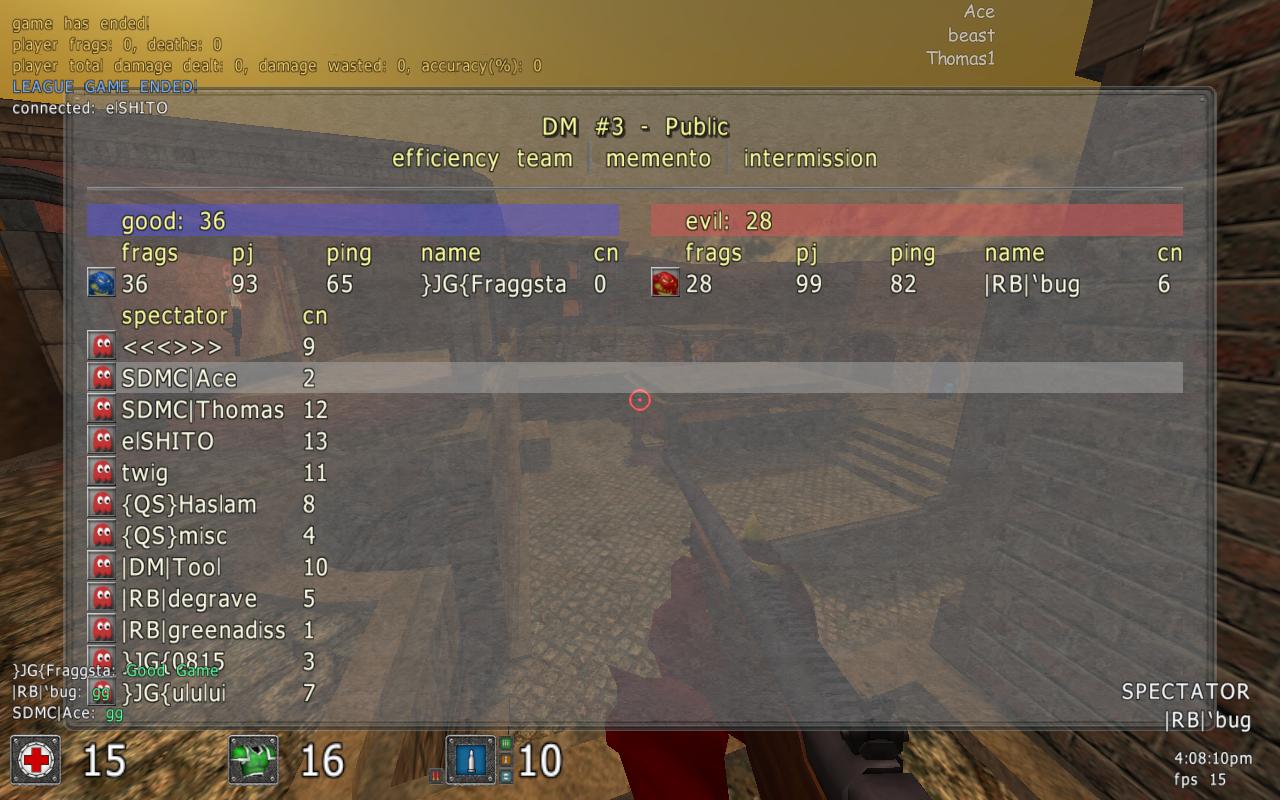 game has ended!
player frags: 0, deaths: 0
player total damage dealt: 0, damage wasted: 0, accuracy(%): 0
LEAGUE GAME ENDED!
connected: elSHITO
Ace
beast
Thomas1
DM #3 - Public
efficiency team memento intermission
good: 36 evil: 28
frags pj ping name cn frags pj ping name cn
36 93 65 }JG{Fraggsta 0 28 99 82 |RB|'bug 6
spectator cn
<<<>>> 9
SDMC|Ace 2
SDMC|Thomas 12
elSHITO 13
twig 11
{QS}Haslam 8
{QS}misc 4
|DM|Tool 10
|RB|degrave 5
|RB|greenadiss 1
}JG{0815 3
}JG{ululului 7
}JG{Fraggsta: Good Game
|RB|'bug: gg
SDMC|Ace: gg
SPECTATOR
|RB|'bug
15 16 10
4:08:10pm
fps 15